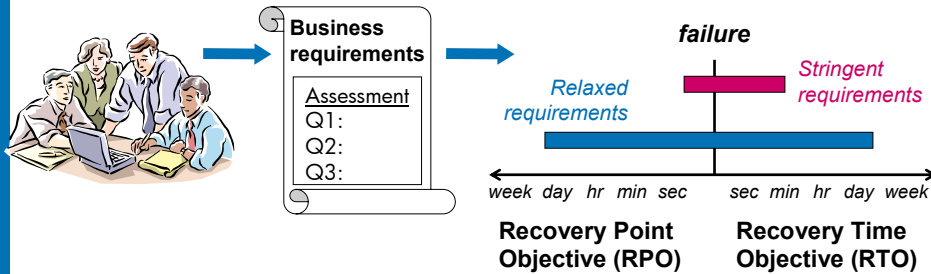 Business
requirements
Assessment
Q1:
Q2:
Q3:
failure
Relaxed
requirements
Stringent
requirements
week day hr min sec sec min hr day week
Recovery Point
Objective (RPO)
Recovery Time
Objective (RTO)